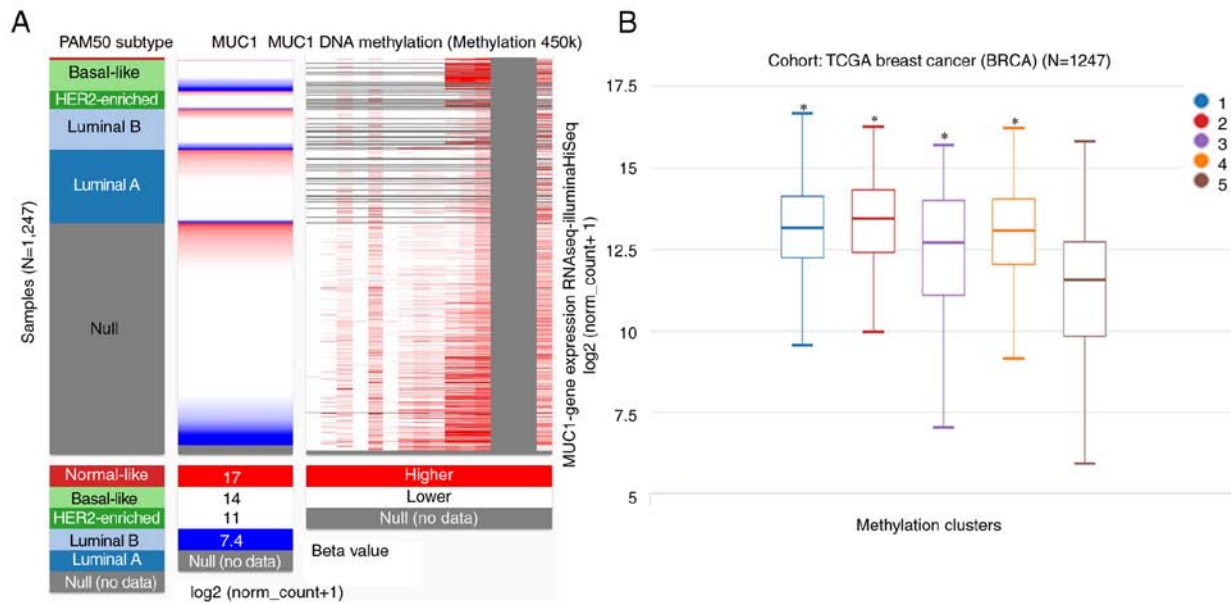 A
PAM50 subtype MUC1 MUC1 DNA methylation (Methylation 450k)
Samples (N=1,247)
Basal-like
HER2-enriched
Luminal B
Luminal A
Null
Normal-like
Basal-like
HER2-enriched
Luminal B
Luminal A
Null (no data)
17
14
11
7.4
Null (no data)
log2 (norm_count+1)
Higher
Lower
Null (no data)
Beta value
B
Cohort: TCGA breast cancer (BRCA) (N=1247)
MUC1-gene expression RNAseq-illuminaHiSeq
log2 (norm_count+ 1)
17.5
15
12.5
10
7.5
5
* * * *
Methylation clusters
1
2
3
4
5